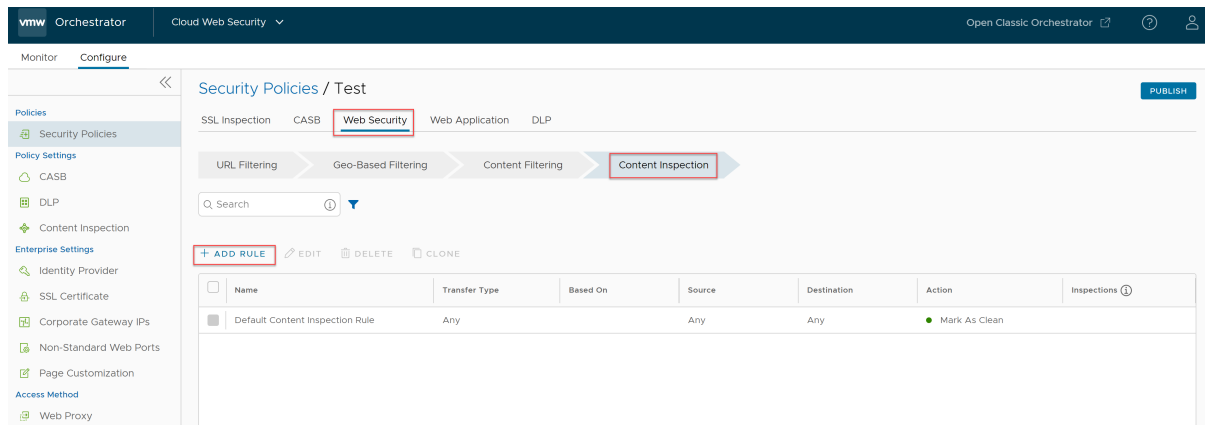 vmw Orchestrator Cloud Web Security Open Classic Orchestrator
Monitor Configure
Security Policies / Test
PUBLISH
Policies
Security Policies
Policy Settings
CASB
DLP
Content Inspection
Enterprise Settings
Identity Provider
SSL Certificate
Corporate Gateway IPs
Non-Standard Web Ports
Page Customization
Access Method
Web Proxy
SSL Inspection CASB Web Security Web Application DLP
URL Filtering Geo-Based Filtering Content Filtering Content Inspection
Search
+ ADD RULE EDIT DELETE CLONE
Name Transfer Type Based On Source Destination Action Inspections
Default Content Inspection Rule Any Any Any Mark As Clean